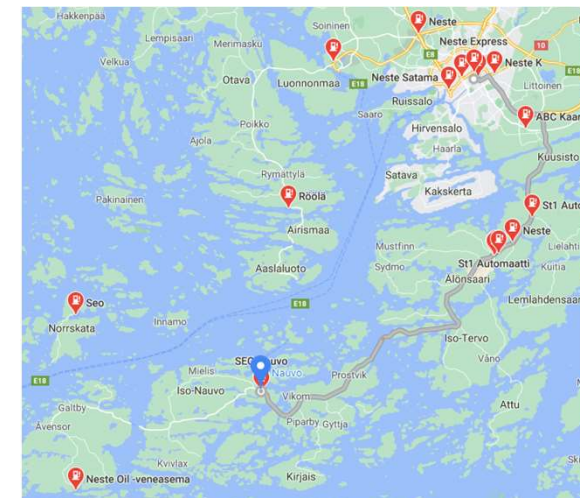 Hakkenpää
Lempisaari
Merimasku
Soininen
Neste
10
E8
Velkua
Neste Express
Otava
Luonnonmaa
Neste K
E18
Neste Satama
Ruissalo
Littoinen
Saaro
ABC Kaar
Poikko
Hirvensalo
Haarla
Ajola
Kuusisto
Rymättylä
Satava
Kakskerta
Pakinainen
Röölä
St1 Auto
Airismaa
Neste
Mustfinn
St1 Automaatti
Lielahti
Aaslaluoto
Sydmo
Kuitia
Alönsaari
Seo
E18
Lemlahdensaari
Norrskata
Innamo
Iso-Tervo
SEO Nauvo
Våno
Mielis
Nauvo
Prostvik
E18
Iso-Nauvo
Vikom
Attu
Galtby
Piparby
Gyttja
Åvensor
Kvivlax
Kirjais
Neste Oil -veneasema